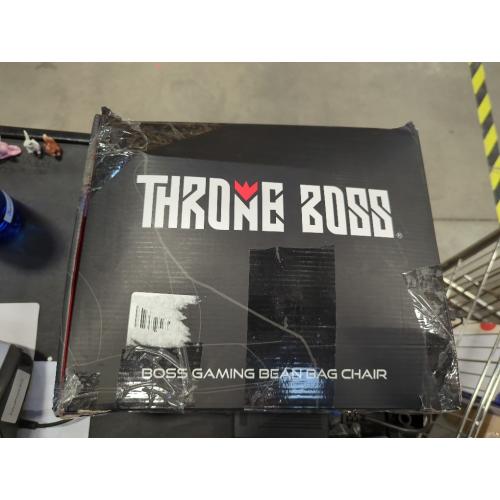 THRONE BOSS®
BOSS GAMING BEAN BAG CHAIR